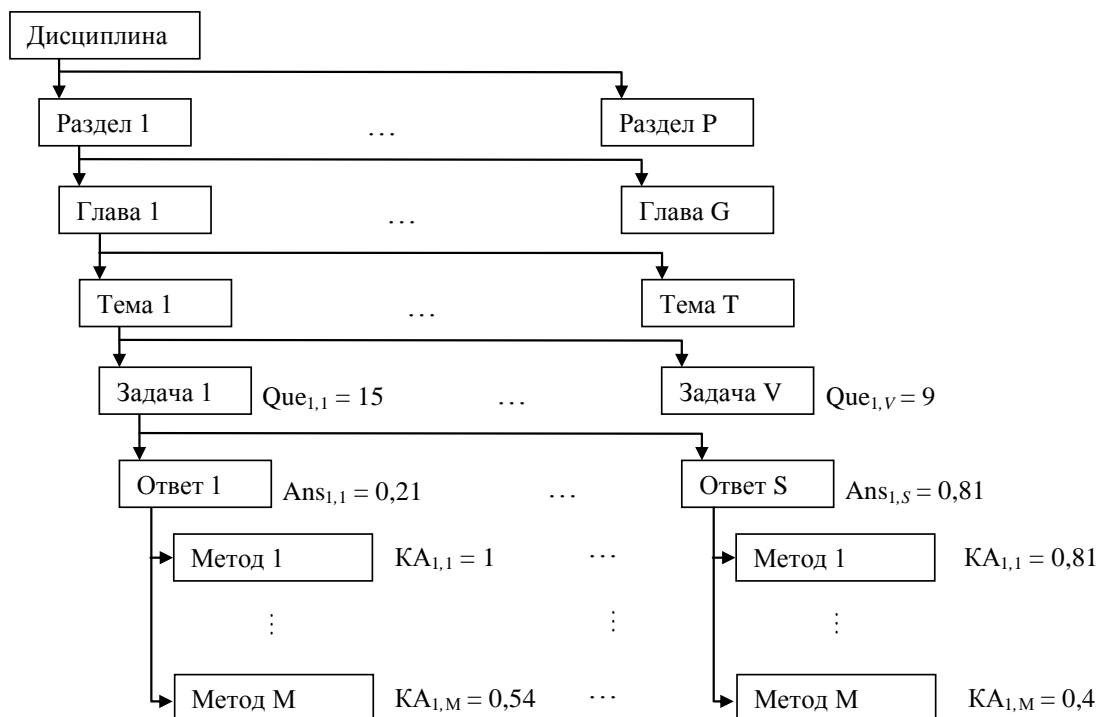 Дисциплина
Раздел 1 … Раздел P
Глава 1 … Глава G
Тема 1 … Тема T
Задача 1 Que1,1 = 15 … Задача V Que1,V = 9
Ответ 1 Ans1,1 = 0,21 … Ответ S Ans1,S = 0,81
Метод 1 КА1,1 = 1 … Метод 1 КА1,1 = 0,81
⋮ ⋮ ⋮
Метод М КА1,М = 0,54 … Метод М КА1,М = 0,4